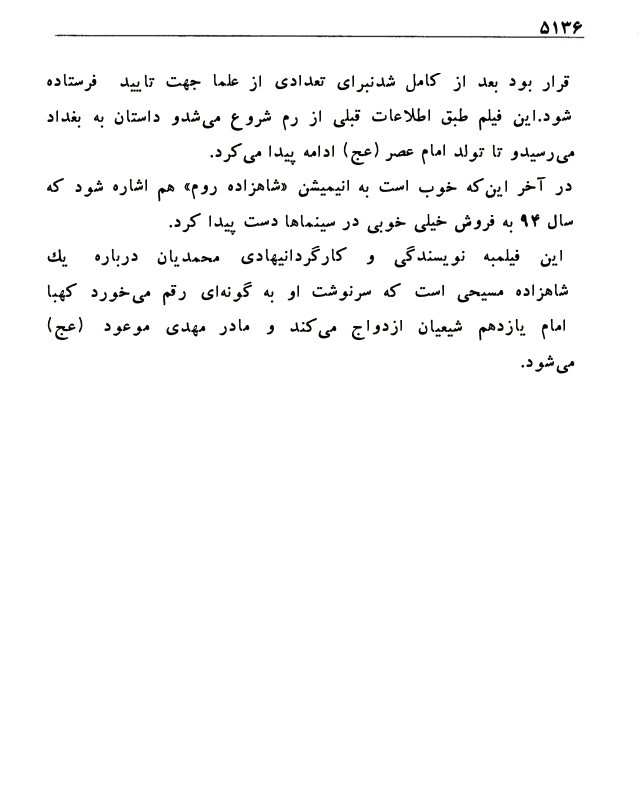 ۵۱۳۶
قرار بود بعد از کامل شدنبرای تعدادی از علما جهت تایید فرستاده
شود.این فیلم طبق اطلاعات قبلی از رم شروع می‌شدو داستان به بغداد
می‌رسیدو تا تولد امام عصر (عج) ادامه پیدا می‌کرد.
در آخر این‌که خوب است به انیمیشن «شاهزاده روم» هم اشاره شود که
سال ۹۴ به فروش خیلی خوبی در سینماها دست پیدا کرد.
این فیلمبه نویسندگی و کارگردانیهادی محمدیان درباره یك
شاهزاده مسیحی است که سرنوشت او به گونه‌ای رقم می‌خورد کهبا
امام یازدهم شیعیان ازدواج می‌کند و مادر مهدی موعود (عج)
می‌شود.